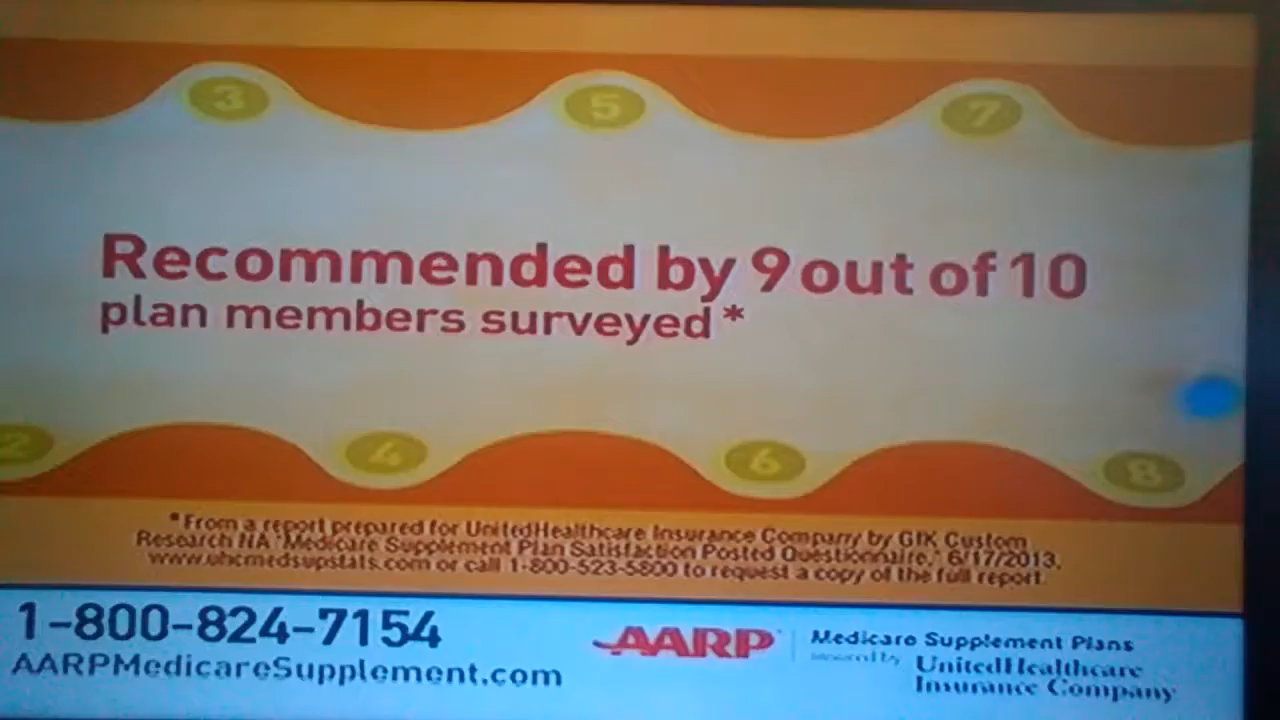 3 5 7
Recommended by 9 out of 10
plan members surveyed*
2 4 6 8
*From a report prepared for UnitedHealthcare Insurance Company by GfK Custom
Research NA "Medicare Supplement Plan Satisfaction Posted Questionnaire," 6/17/2013.
www.uhcmedsupstats.com or call 1-800-523-5800 to request a copy of the full report.
1-800-824-7154
AARPMedicareSupplement.com
AARP
Medicare Supplement Plans
insured by UnitedHealthcare
Insurance Company